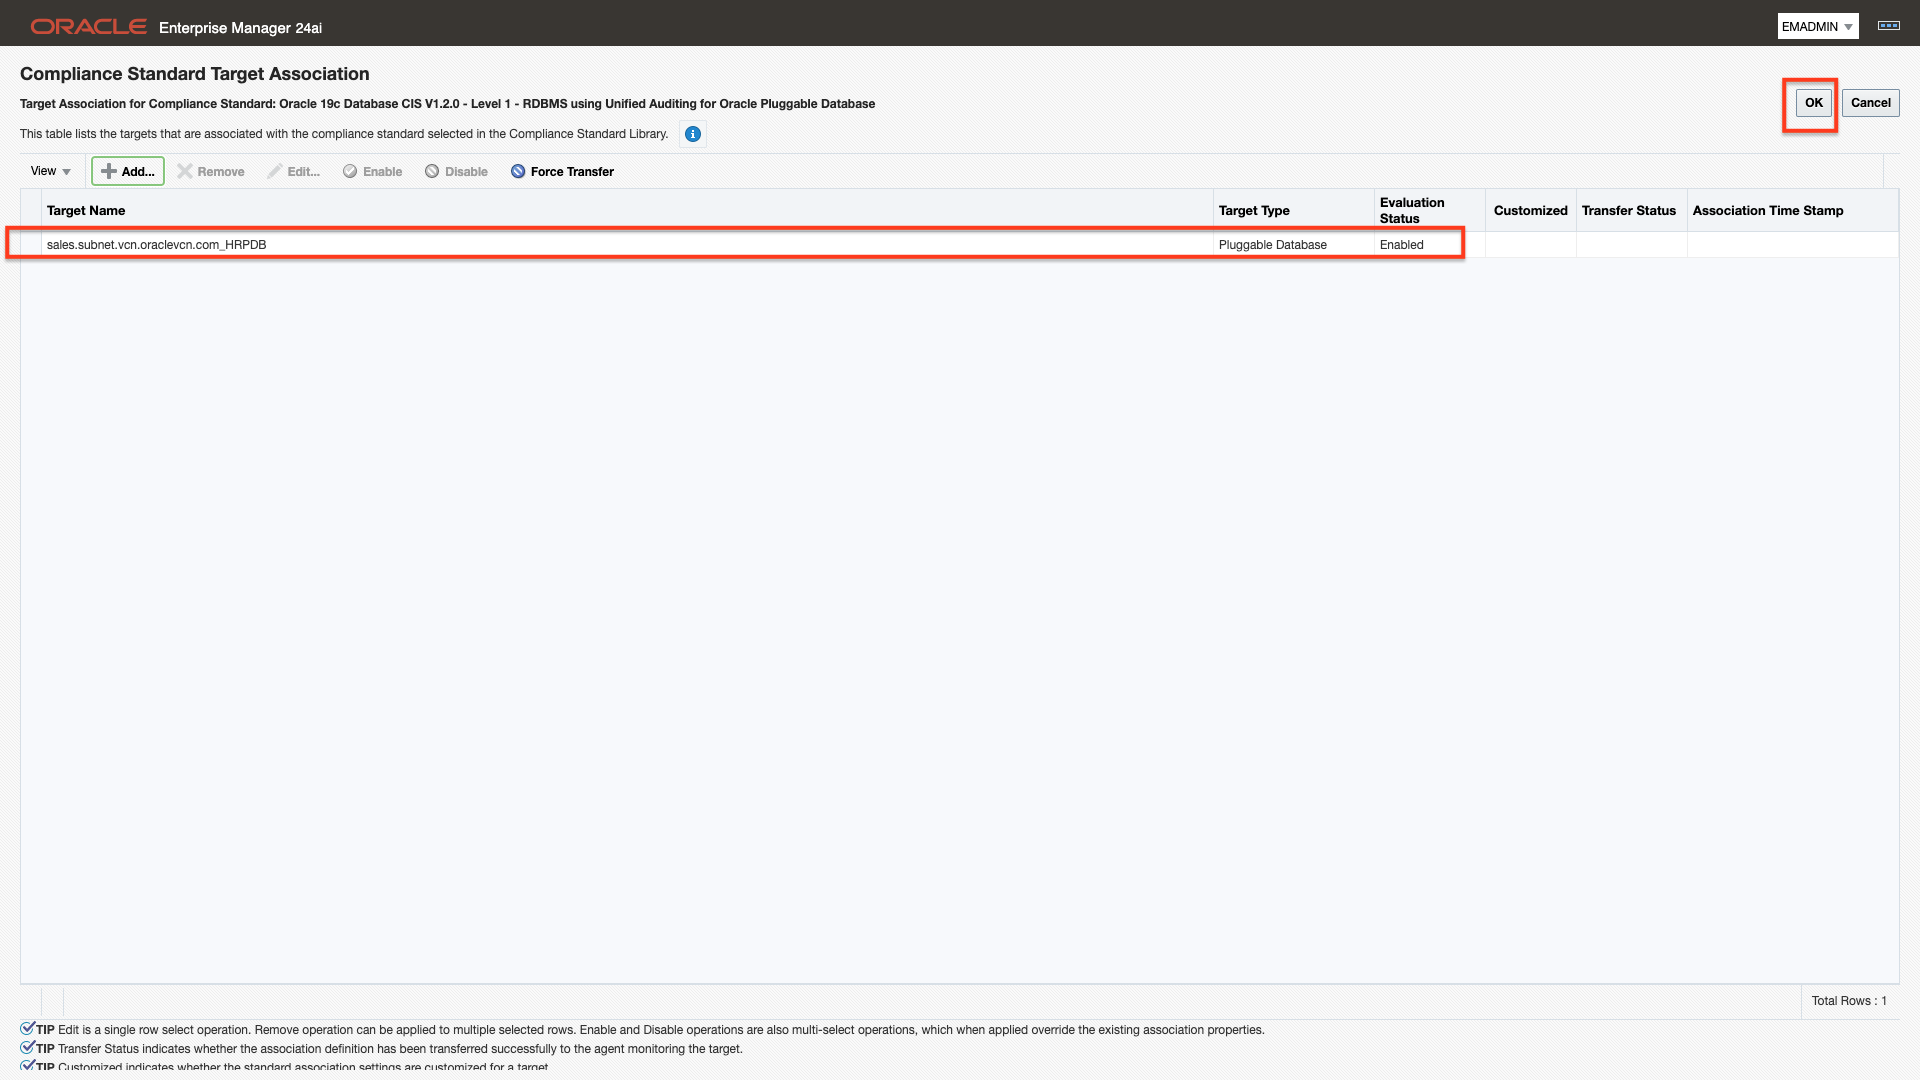 ORACLE Enterprise Manager 24ai
EMADMIN
Compliance Standard Target Association
Target Association for Compliance Standard: Oracle 19c Database CIS V1.2.0 - Level 1 - RDBMS using Unified Auditing for Oracle Pluggable Database
OK Cancel
This table lists the targets that are associated with the compliance standard selected in the Compliance Standard Library.
View Add... Remove Edit... Enable Disable Force Transfer
Target Name Target Type Evaluation Status Customized Transfer Status Association Time Stamp
sales.subnet.vcn.oraclevcn.com_HRPDB Pluggable Database Enabled
Total Rows : 1
TIP Edit is a single row select operation. Remove operation can be applied to multiple selected rows. Enable and Disable operations are also multi-select operations, which when applied override the existing association properties.
TIP Transfer Status indicates whether the association definition has been transferred successfully to the agent monitoring the target.
TIP Customized indicates whether the standard association settings are customized for a target